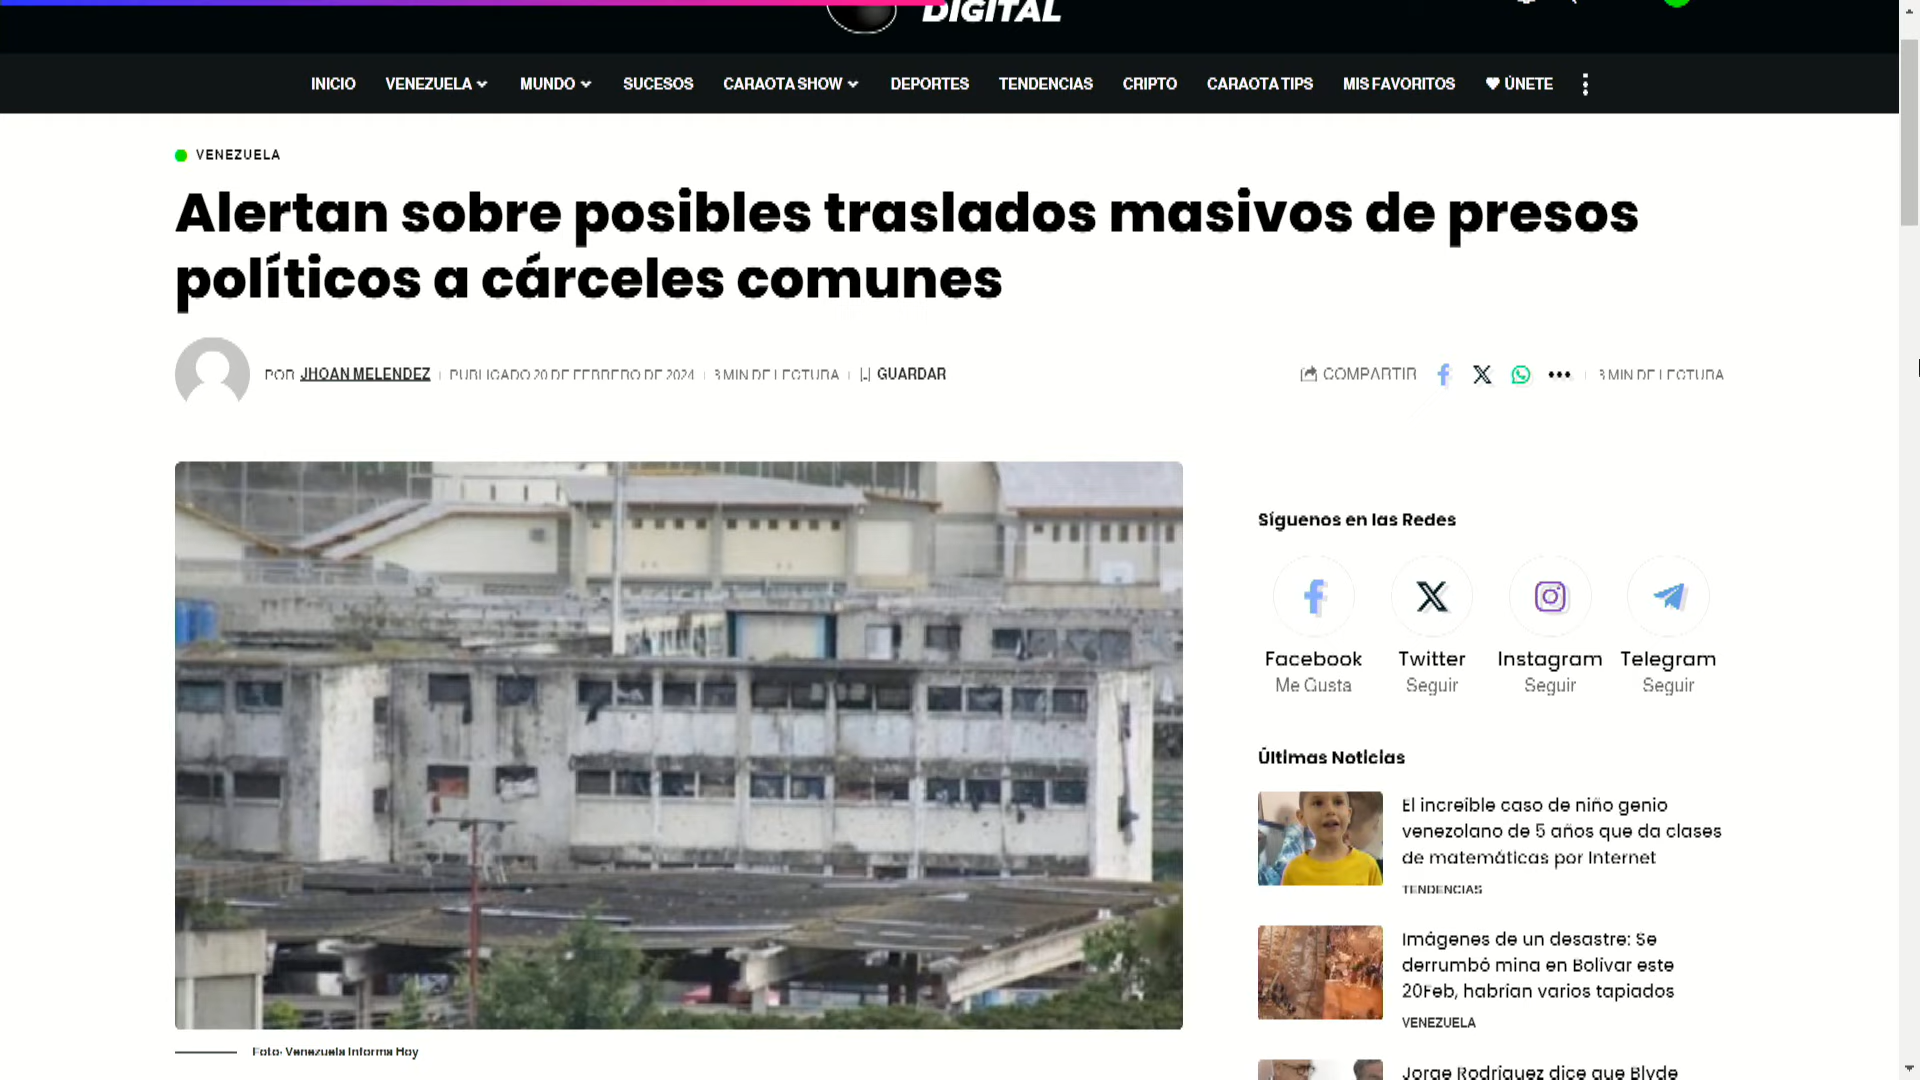 DIGITAL
INICIO VENEZUELA MUNDO SUCESOS CARAOTA SHOW DEPORTES TENDENCIAS CRIPTO CARAOTA TIPS MIS FAVORITOS ÚNETE
VENEZUELA
Alertan sobre posibles traslados masivos de presos
políticos a cárceles comunes
POR JHOAN MELENDEZ PUBLICADO 20 DE FEBRERO DE 2024 3 MIN DE LECTURA GUARDAR
COMPARTIR 3 MIN DE LECTURA
Síguenos en las Redes
Facebook Twitter Instagram Telegram
Me Gusta Seguir Seguir Seguir
Últimas Noticias
El increíble caso de niño genio
venezolano de 5 años que da clases
de matemáticas por Internet
TENDENCIAS
Imágenes de un desastre: Se
derrumbó mina en Bolívar este
20Feb, habrían varios tapiados
VENEZUELA
Foto: Venezuela Informa Hoy
Jorge Rodríguez dice que Blyde